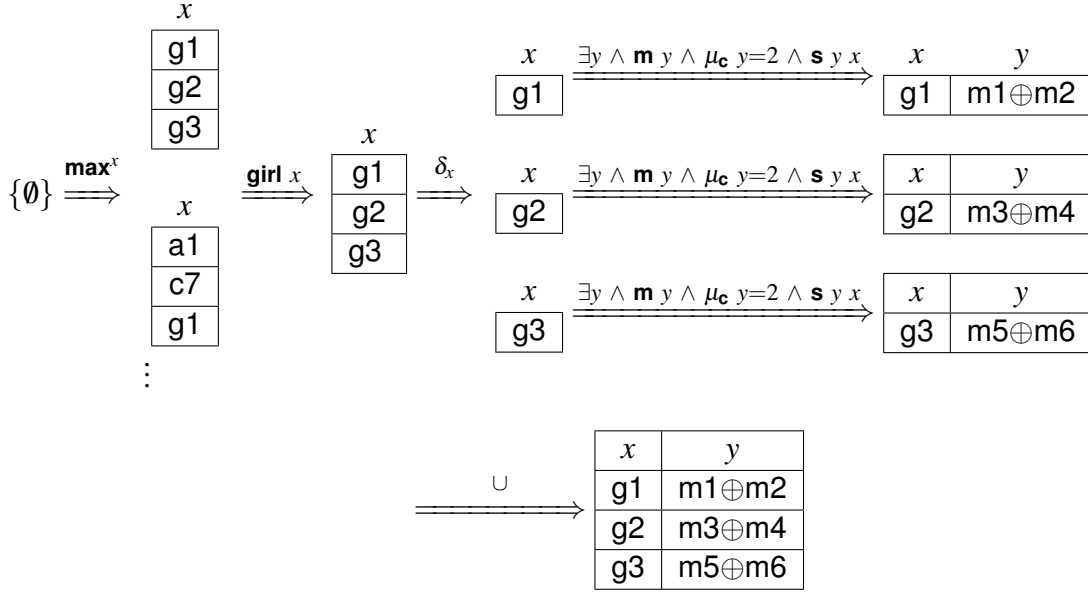 x
g1
g2
g3
{∅} ⟹ max^x
x
a1
c7
g1
⋮
⟹ girl x
x
g1
g2
g3
⟹ δ_x
x ∃y ∧ m y ∧ μ_c y=2 ∧ s y x x y
g1 g1 m1⊕m2
x ∃y ∧ m y ∧ μ_c y=2 ∧ s y x x y
g2 g2 m3⊕m4
x ∃y ∧ m y ∧ μ_c y=2 ∧ s y x x y
g3 g3 m5⊕m6
∪
x y
g1 m1⊕m2
g2 m3⊕m4
g3 m5⊕m6